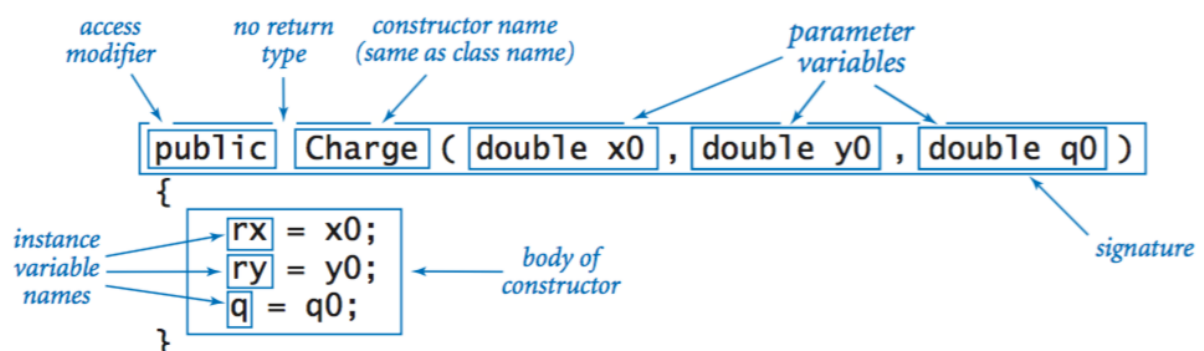 access modifier
no return type
constructor name (same as class name)
parameter variables
public Charge ( double x0 , double y0 , double q0 )
{
instance variable names
rx = x0;
ry = y0;
q = q0;
body of constructor
signature
}